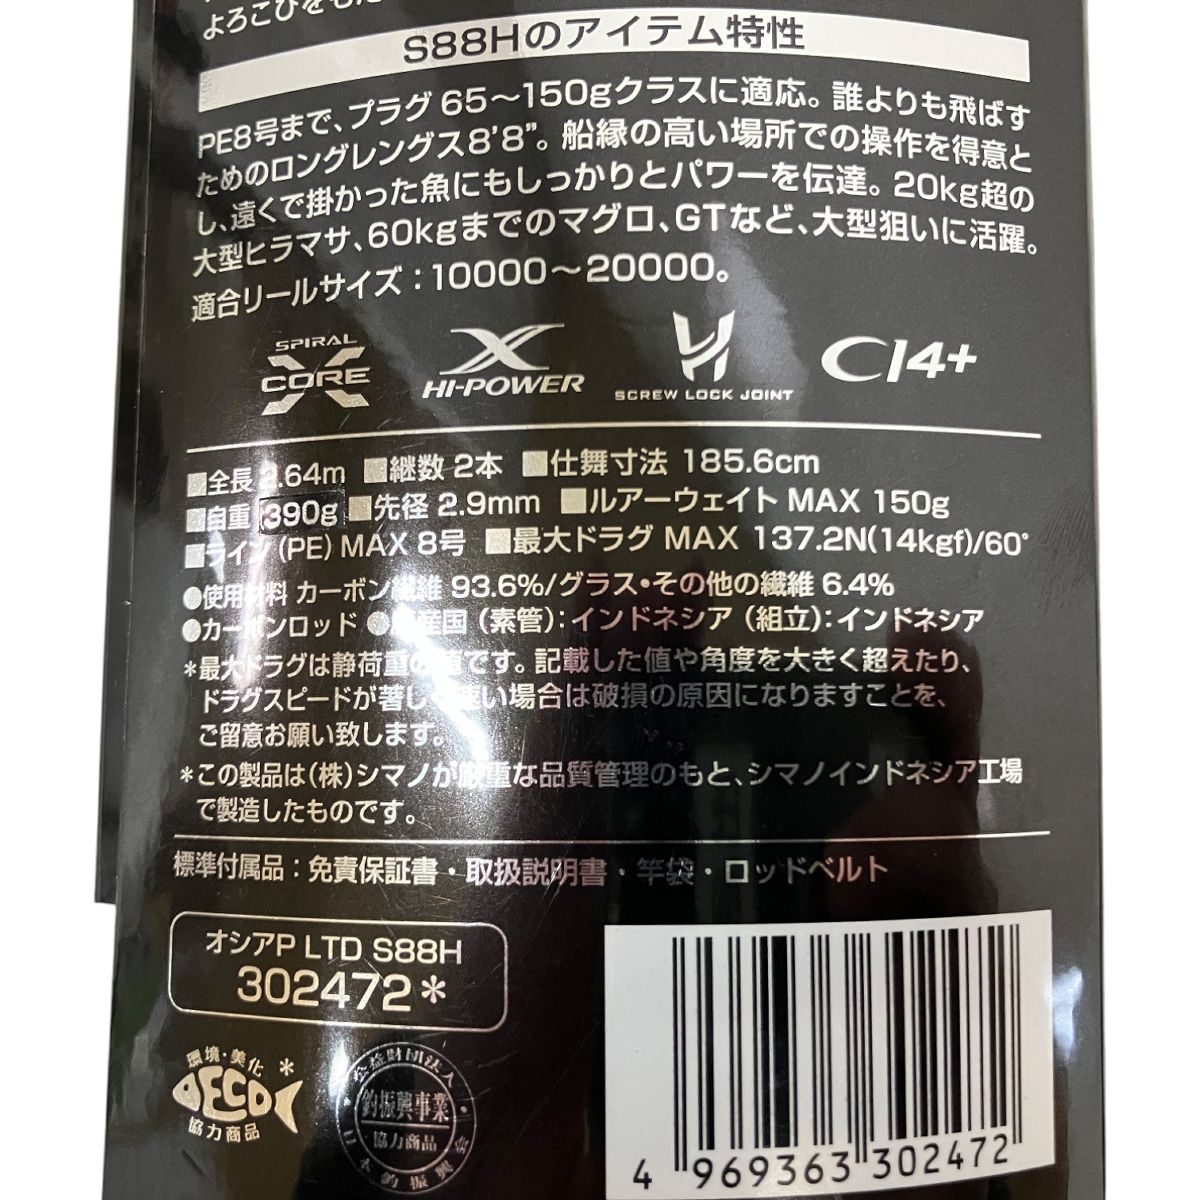 よろこびをもた
S88Hのアイテム特性
PE8号まで、プラグ 65～150gクラスに適応。誰よりも飛ばす
ためのロングレングス8’8”。船縁の高い場所での操作を得意と
し、遠くで掛かった魚にもしっかりとパワーを伝達。20kg超の
大型ヒラマサ、60kgまでのマグロ、GTなど、大型狙いに活躍。
適合リールサイズ：10000～20000。
SPIRAL X CORE
X HI-POWER
SCREW LOCK JOINT
CI4+
■全長 2.64m ■継数 2本 ■仕舞寸法 185.6cm
■自重 390g ■先径 2.9mm ■ルアーウェイト MAX 150g
■ライン (PE) MAX 8号 ■最大ドラグ MAX 137.2N(14kgf)/60°
●使用材料 カーボン繊維 93.6%/グラス・その他の繊維 6.4%
●カーボンロッド ●産国 (素管)：インドネシア (組立)：インドネシア
＊最大ドラグは静荷重の値です。記載した値や角度を大きく超えたり、
ドラグスピードが著しく速い場合は破損の原因になりますことを、
ご留意お願い致します。
＊この製品は(株)シマノが厳重な品質管理のもと、シマノインドネシア工場
で製造したものです。
標準付属品：免責保証書・取扱説明書・竿袋・ロッドベルト
オシアP LTD S88H
302472＊
環境・美化＊
OECO
協力商品
公益財団法人
釣振興事業
協力商品
日本釣振興会
4 969363 302472